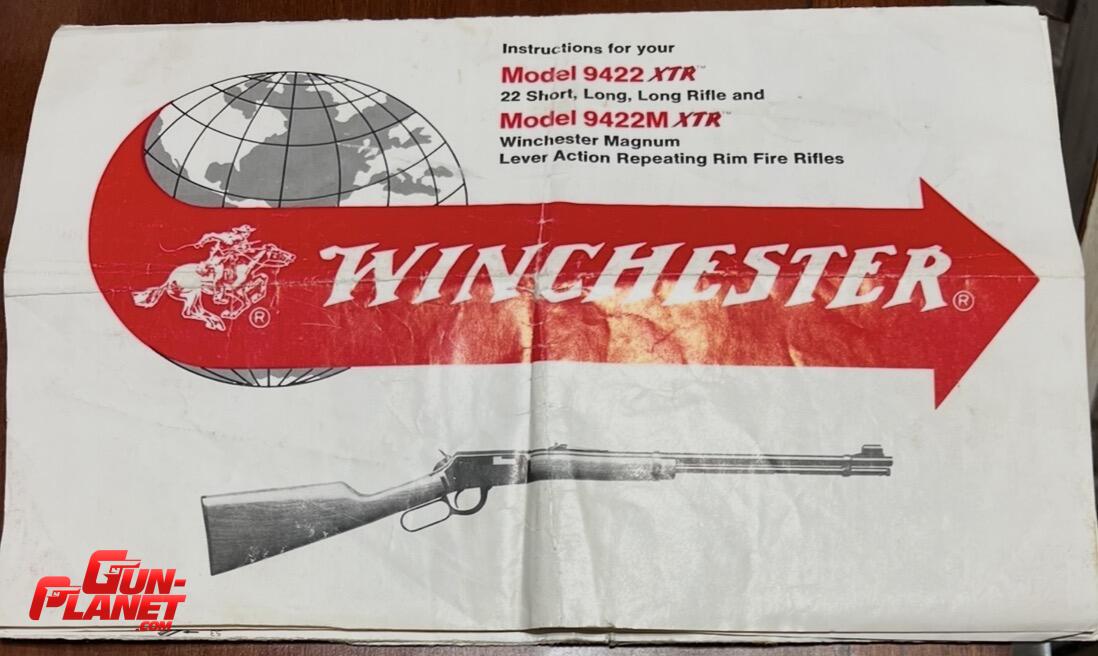 Instructions for your
Model 9422 XTR™
22 Short, Long, Long Rifle and
Model 9422M XTR™
Winchester Magnum
Lever Action Repeating Rim Fire Rifles
WINCHESTER ®
®
GUN-
PLANET
.COM